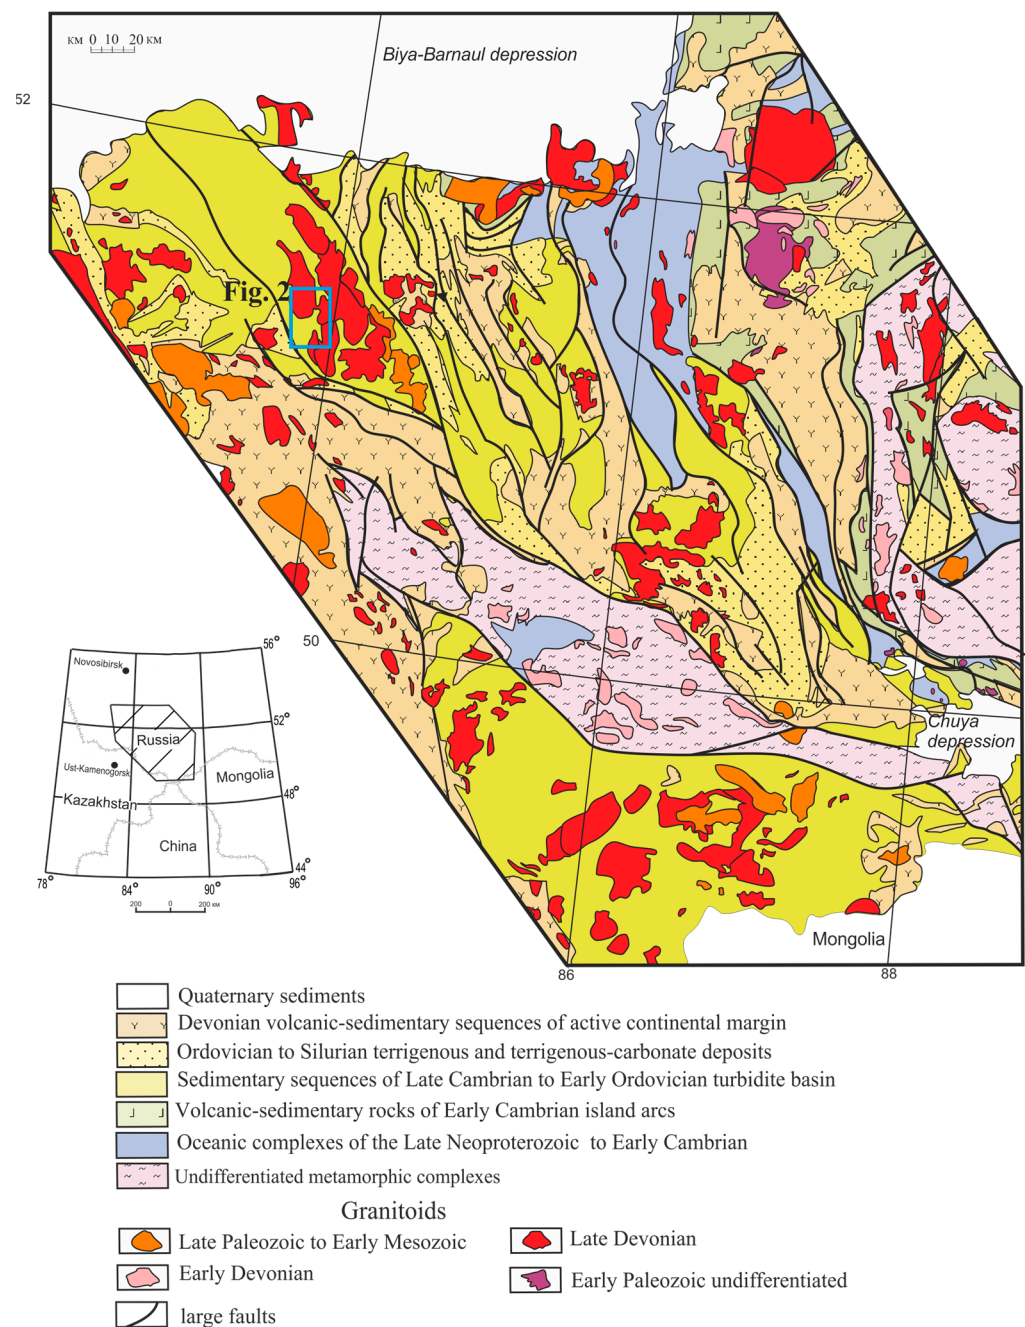 км 0 10 20 км
Biya-Barnaul depression
52
Fig. 2
50
Chuya
depression
Mongolia
86
88
56°
Novosibirsk
52°
Russia
Ust-Kamenogorsk
Mongolia
48°
Kazakhstan
China
44°
78° 84° 90° 96°
200 0 200 км
Quaternary sediments
Devonian volcanic-sedimentary sequences of active continental margin
Ordovician to Silurian terrigenous and terrigenous-carbonate deposits
Sedimentary sequences of Late Cambrian to Early Ordovician turbidite basin
Volcanic-sedimentary rocks of Early Cambrian island arcs
Oceanic complexes of the Late Neoproterozoic to Early Cambrian
Undifferentiated metamorphic complexes
Granitoids
Late Paleozoic to Early Mesozoic
Late Devonian
Early Devonian
Early Paleozoic undifferentiated
large faults